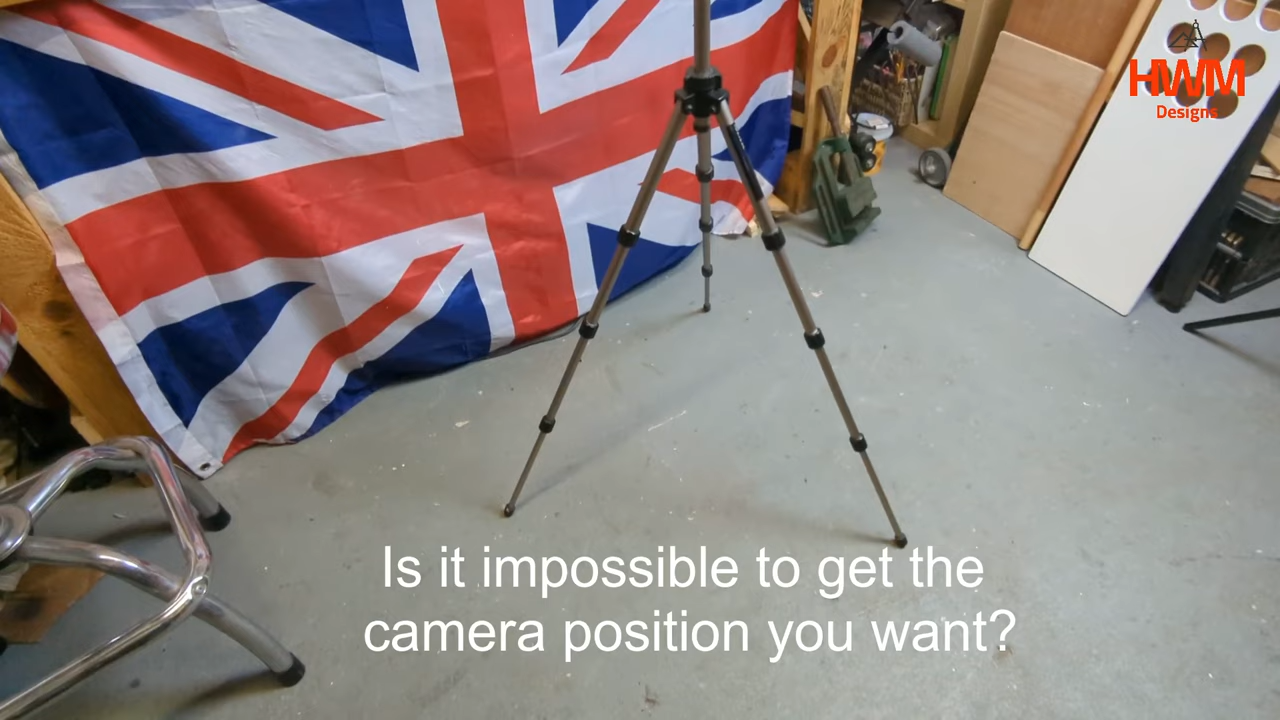 HWM
Designs
Is it impossible to get the
camera position you want?